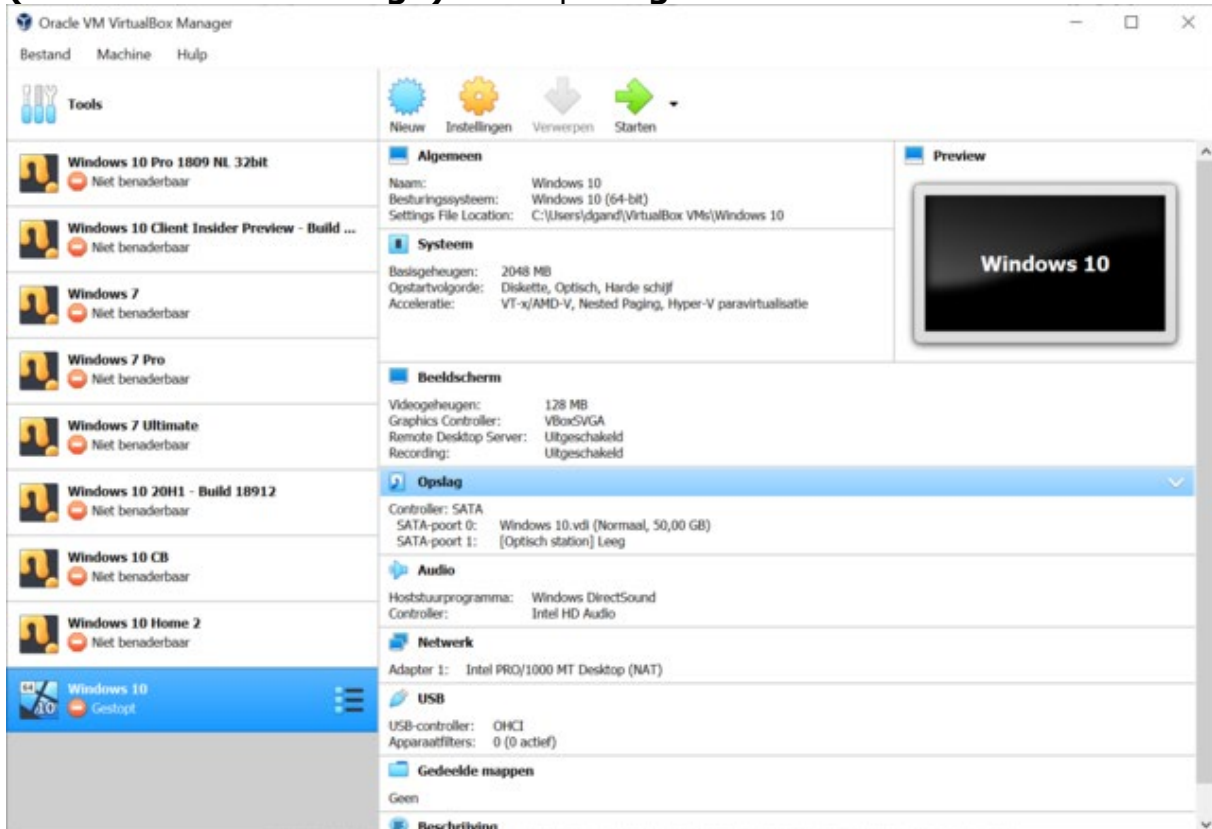 Oracle VM VirtualBox Manager
Bestand Machine Hulp
Tools
Nieuw Instellingen Verwerpen Starten
Windows 10 Pro 1809 NL 32bit
Niet benaderbaar
Windows 10 Client Insider Preview - Build ...
Niet benaderbaar
Windows 7
Niet benaderbaar
Windows 7 Pro
Niet benaderbaar
Windows 7 Ultimate
Niet benaderbaar
Windows 10 20H1 - Build 18912
Niet benaderbaar
Windows 10 CB
Niet benaderbaar
Windows 10 Home 2
Niet benaderbaar
64 10
Windows 10
Gestopt
Algemeen
Naam: Windows 10
Besturingssysteem: Windows 10 (64-bit)
Settings File Location: C:\Users\dgand\VirtualBox VMs\Windows 10
Systeem
Basisgeheugen: 2048 MB
Opstartvolgorde: Diskette, Optisch, Harde schijf
Acceleratie: VT-x/AMD-V, Nested Paging, Hyper-V paravirtualisatie
Preview
Windows 10
Beeldscherm
Videogeheugen: 128 MB
Graphics Controller: VBoxSVGA
Remote Desktop Server: Uitgeschakeld
Recording: Uitgeschakeld
Opslag
Controller: SATA
SATA-poort 0: Windows 10.vdi (Normaal, 50,00 GB)
SATA-poort 1: [Optisch station] Leeg
Audio
Hoststuurprogramma: Windows DirectSound
Controller: Intel HD Audio
Netwerk
Adapter 1: Intel PRO/1000 MT Desktop (NAT)
USB
USB-controller: OHCI
Apparaatfilters: 0 (0 actief)
Gedeelde mappen
Geen
Beschrijving